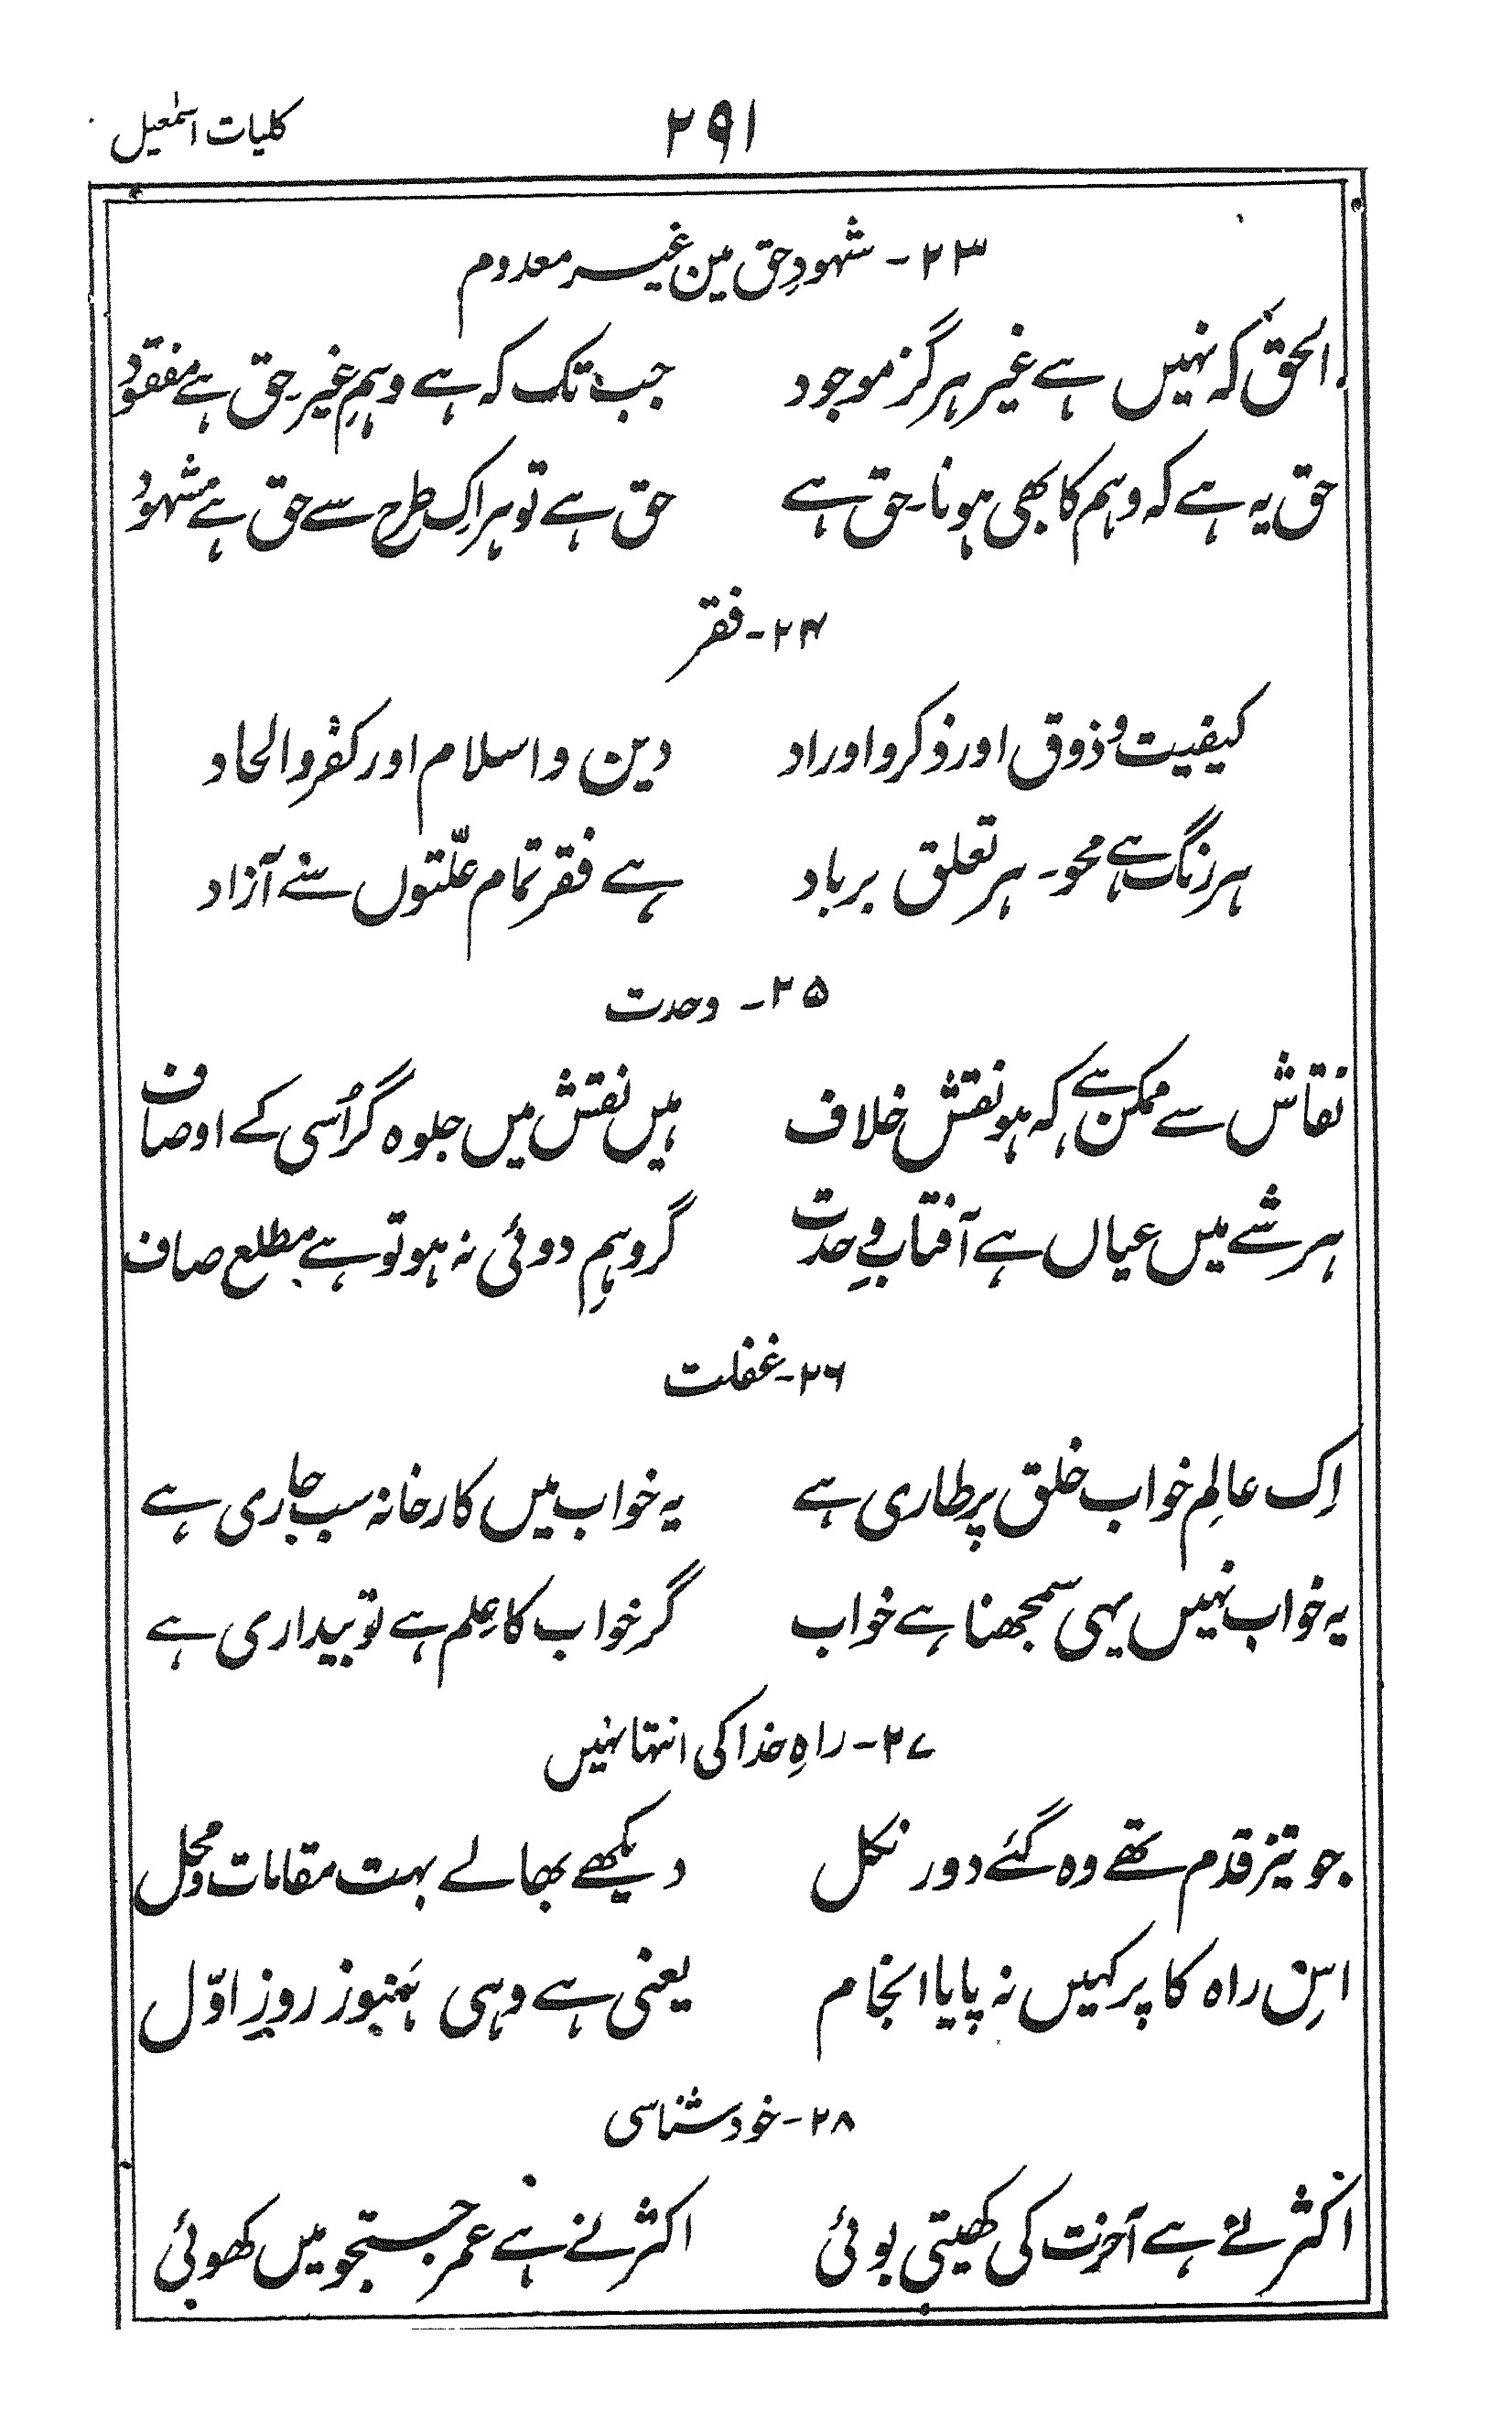 ۲۹۱ کلیات اسمٰعیل
۲۳- شہودِ حق مین غیر معدوم
الحق کہ نہیں ہے غیر ہرگز موجود جب تک کہ ہے وہمِ غیر۔ حق ہے مفقود
حق یہ ہے کہ وہم کا بھی ہونا۔ حق ہے حق ہے تو ہر اِک طرح سے حق ہے مشہود
۲۴- فقر
کیفیت و ذوق اور ذکر و اوراد دین و اسلام اور کفر و الحاد
ہر رنگ ہے محو۔ ہر تعلق برباد ہے فقر تمام علّتوں سے آزاد
۲۵- وحدت
نقاش سے ممکن ہے کہ ہو نقش خلاف ہیں نقش میں جلوہ گر اُسی کے اوصاف
ہر شے میں عیاں ہے آفتابِ وحدت گر وہمِ دوئی نہ ہو تو ہے مطلع صاف
۲۶- غفلت
اِک عالمِ خواب خلق پر طاری ہے یہ خواب میں کارخانہ سب جاری ہے
یہ خواب نہیں یہی سمجھنا ہے خواب گر خواب کا عِلم ہے تو بیداری ہے
۲۷- راہِ خدا کی انتہا نہیں
جو تیز قدم تھے وہ گئے دور نکل دیکھے بھالے بہت مقامات و محل
اس راہ کا پر کہیں نہ پایا انجام یعنی ہے وہی ہَنوز روزِ اوّل
۲۸- خود شناسی
اکثر نے ہے آخرت کی کھیتی بوئی اکثر نے ہے عمر جستجو میں کھوئی